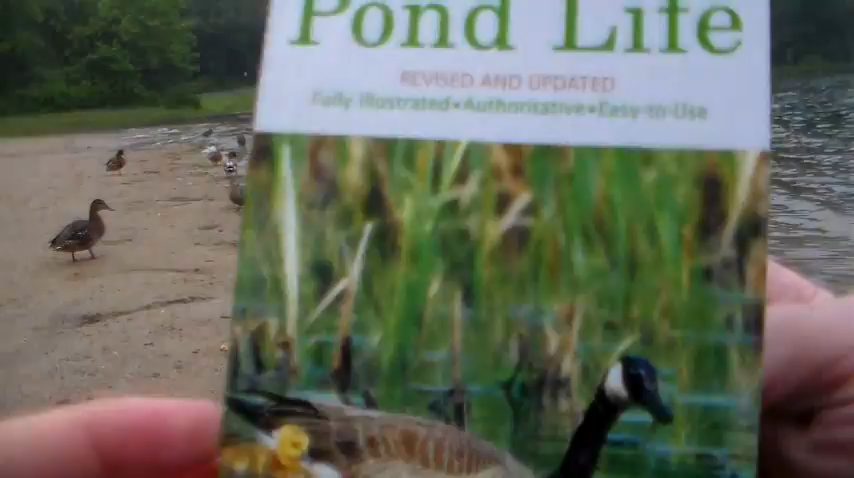 Pond Life
REVISED AND UPDATED
Fully Illustrated•Authoritative•Easy-to-Use